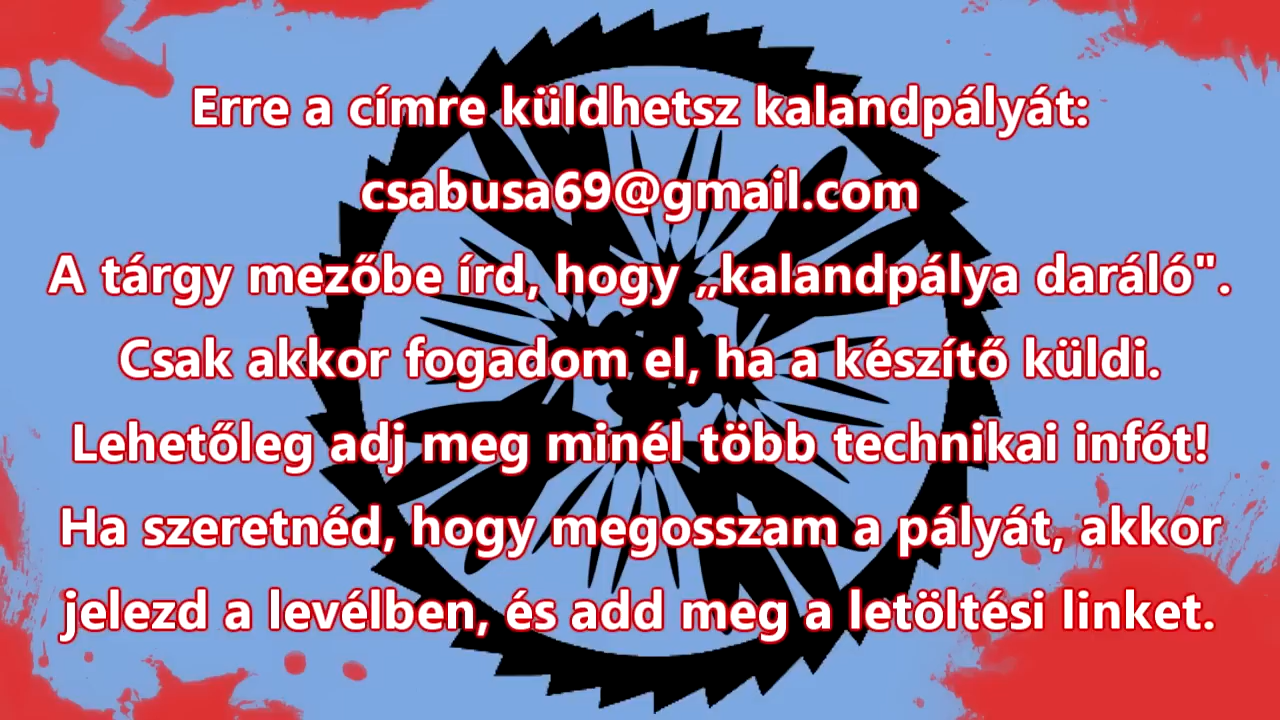 Erre a címre küldhetsz kalandpályát:
csabusa69@gmail.com
A tárgy mezőbe írd, hogy „kalandpálya daráló".
Csak akkor fogadom el, ha a készítő küldi.
Lehetőleg adj meg minél több technikai infót!
Ha szeretnéd, hogy megosszam a pályát, akkor
jelezd a levélben, és add meg a letöltési linket.